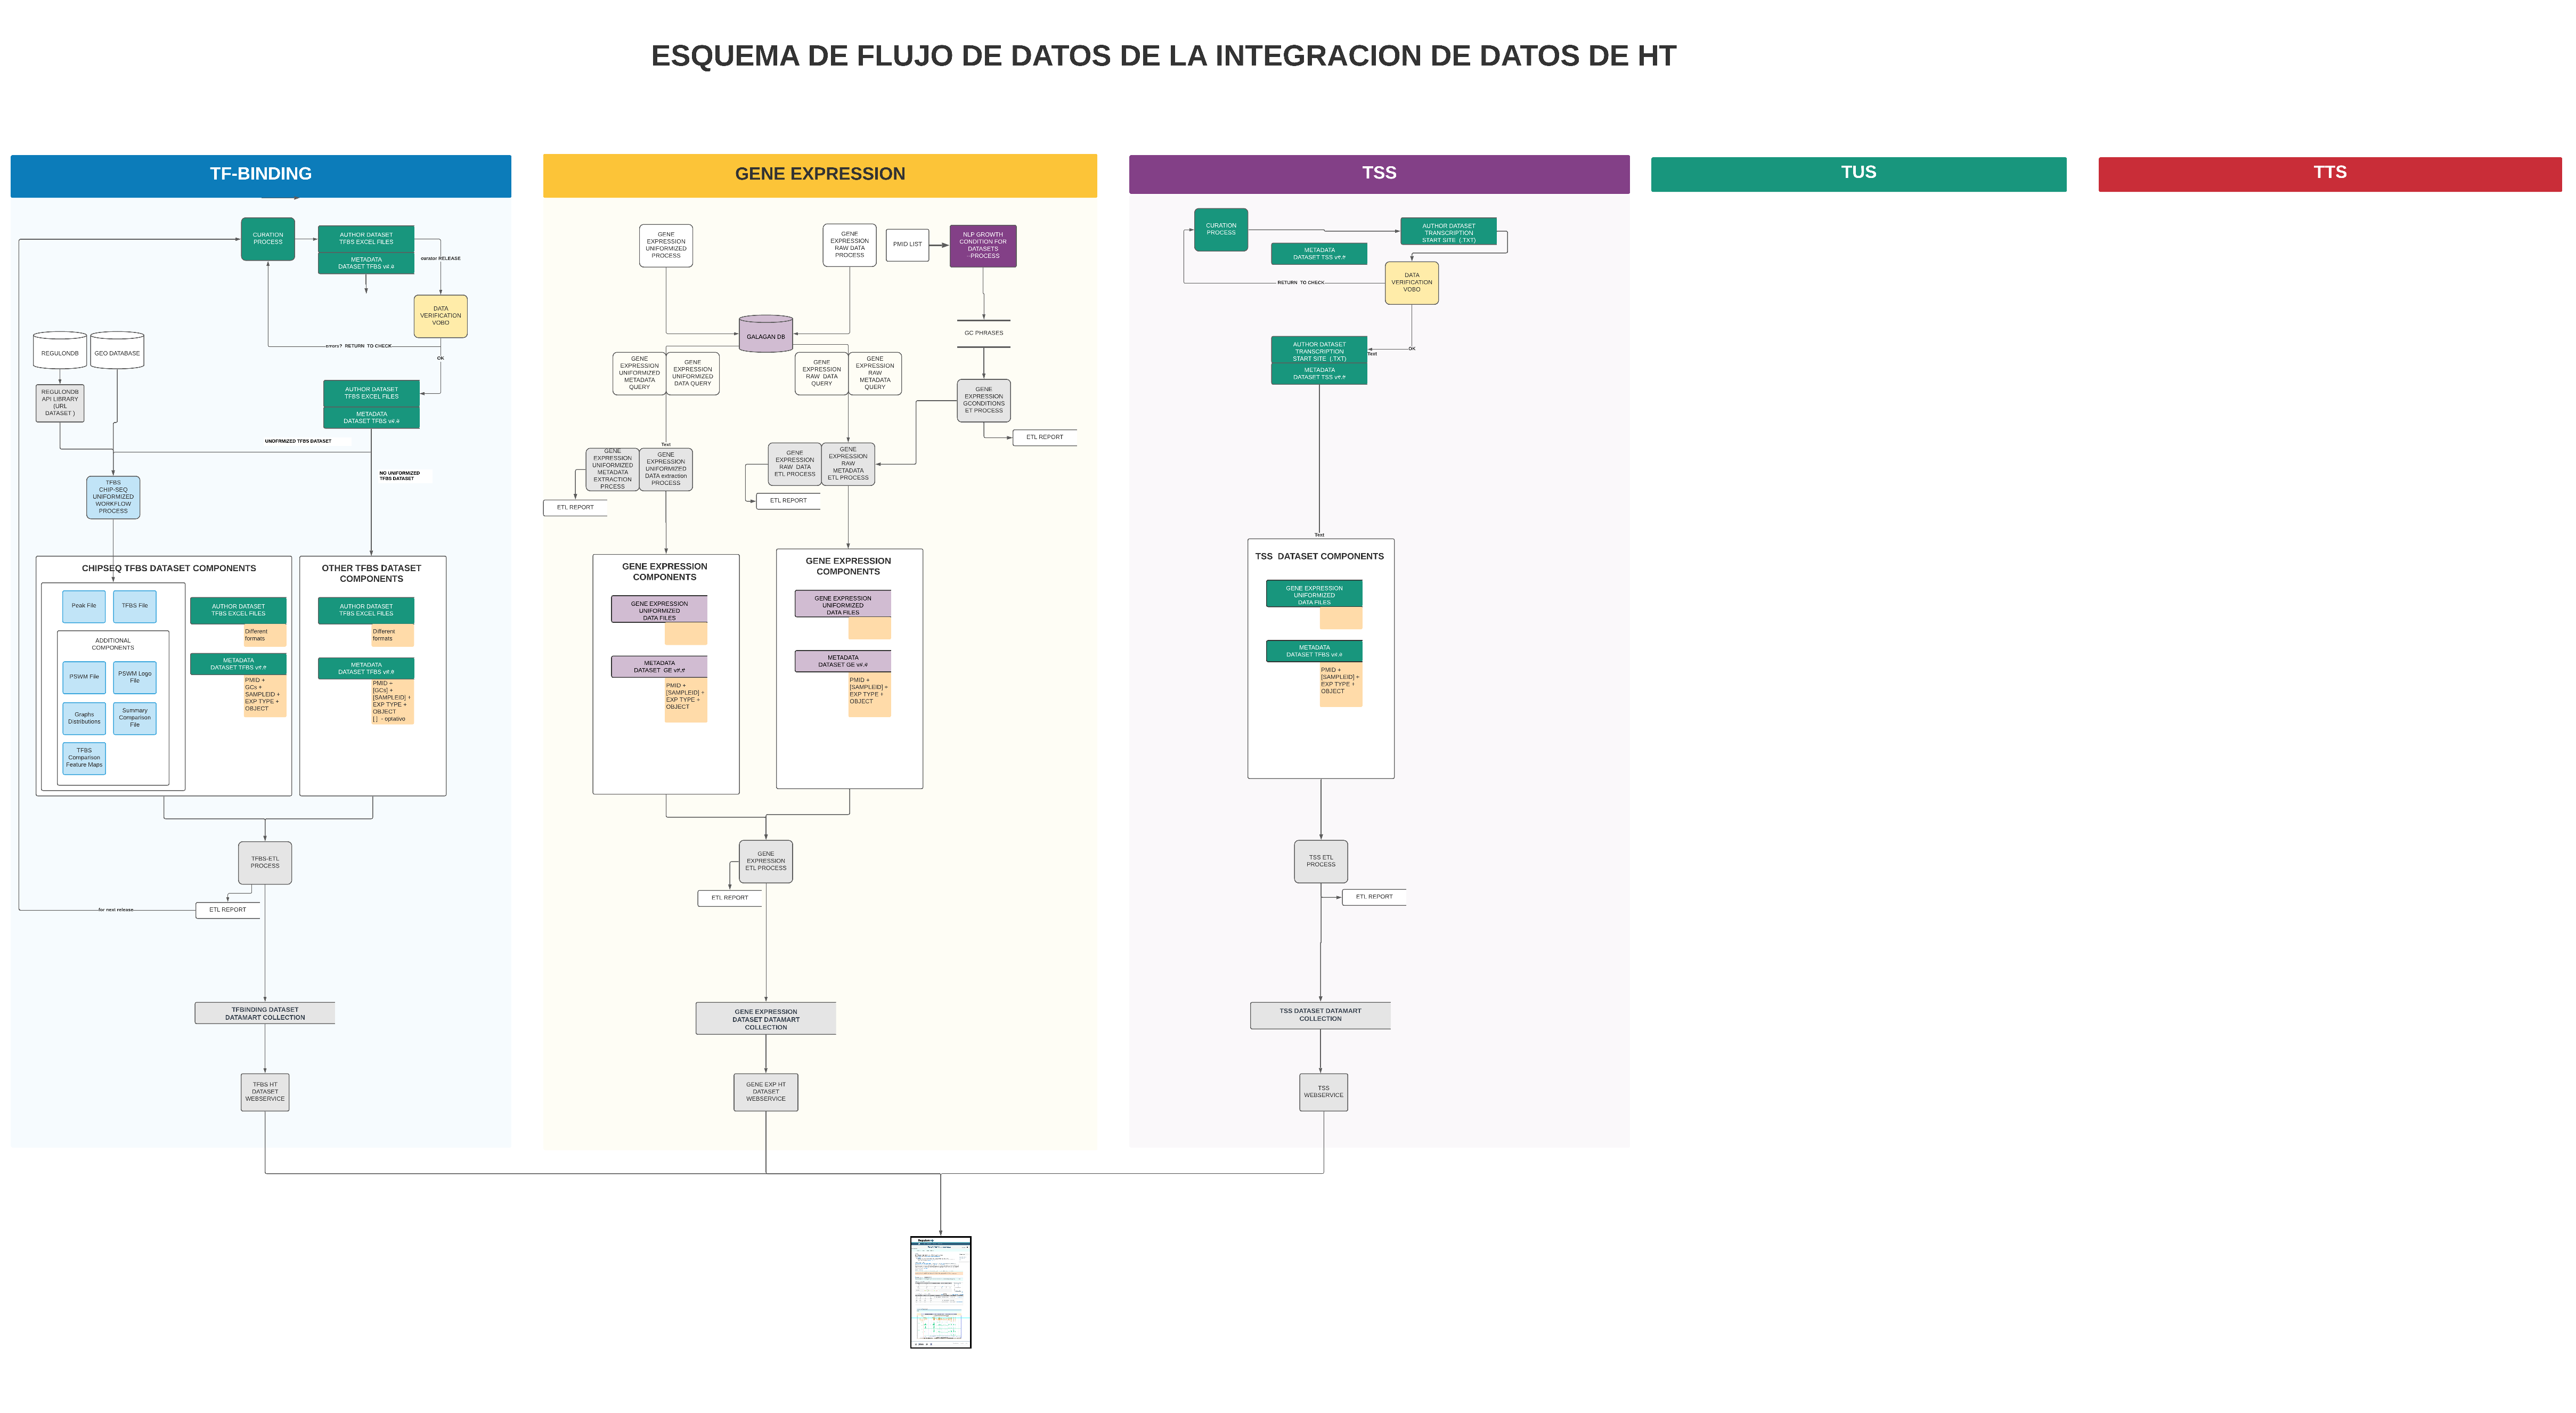 ESQUEMA DE FLUJO DE DATOS DE LA INTEGRACION DE DATOS DE HT
TF-BINDING
CURATION
PROCESS
AUTHOR DATASET
TFBS EXCEL FILES
METADATA
DATASET TFBS v#.#
curator RELEASE
DATA
VERIFICATION
VOBO
errors? RETURN TO CHECK
OK
REGULONDB
GEO DATABASE
REGULONDB
API LIBRARY
(URL
DATASET )
AUTHOR DATASET
TFBS EXCEL FILES
METADATA
DATASET TFBS v#.#
UNOFRMIZED TFBS DATASET
NO UNIFORMIZED
TFBS DATASET
TFBS
CHIP-SEQ
UNIFORMIZED
WORKFLOW
PROCESS
CHIPSEQ TFBS DATASET COMPONENTS
Peak File
TFBS File
ADDITIONAL
COMPONENTS
PSWM File
PSWM Logo
File
Graphs
Distributions
Summary
Comparison
File
TFBS
Comparison
Feature Maps
AUTHOR DATASET
TFBS EXCEL FILES
Different
formats
METADATA
DATASET TFBS v#.#
PMID +
GCs +
SAMPLEID +
EXP TYPE +
OBJECT
OTHER TFBS DATASET
COMPONENTS
AUTHOR DATASET
TFBS EXCEL FILES
Different
formats
METADATA
DATASET TFBS v#.#
PMID +
[GCs] +
[SAMPLEID] +
EXP TYPE +
OBJECT
[ ] - optativo
TFBS-ETL
PROCESS
ETL REPORT
for next release
TFBINDING DATASET
DATAMART COLLECTION
TFBS HT
DATASET
WEBSERVICE
GENE EXPRESSION
GENE
EXPRESSION
UNIFORMIZED
PROCESS
GENE
EXPRESSION
RAW DATA
PROCESS
PMID LIST
NLP GROWTH
CONDITION FOR
DATASETS
PROCESS
GALAGAN DB
GC PHRASES
GENE
EXPRESSION
UNIFORMIZED
METADATA
QUERY
GENE
EXPRESSION
UNIFORMIZED
DATA QUERY
GENE
EXPRESSION
RAW DATA
QUERY
GENE
EXPRESSION
RAW
METADATA
QUERY
GENE
EXPRESSION
GCONDITIONS
ET PROCESS
ETL REPORT
Text
GENE
EXPRESSION
UNIFORMIZED
METADATA
EXTRACTION
PRCESS
GENE
EXPRESSION
UNIFORMIZED
DATA extraction
PROCESS
ETL REPORT
GENE
EXPRESSION
RAW DATA
ETL PROCESS
GENE
EXPRESSION
RAW
METADATA
ETL PROCESS
ETL REPORT
GENE EXPRESSION
COMPONENTS
GENE EXPRESSION
UNIFORMIZED
DATA FILES
METADATA
DATASET GE v#.#
PMID +
[SAMPLEID] +
EXP TYPE +
OBJECT
GENE EXPRESSION
COMPONENTS
GENE EXPRESSION
UNIFORMIZED
DATA FILES
METADATA
DATASET GE v#.#
PMID +
[SAMPLEID] +
EXP TYPE +
OBJECT
GENE
EXPRESSION
ETL PROCESS
ETL REPORT
GENE EXPRESSION
DATASET DATAMART
COLLECTION
GENE EXP HT
DATASET
WEBSERVICE
TSS
CURATION
PROCESS
AUTHOR DATASET
TRANSCRIPTION
START SITE (.TXT)
METADATA
DATASET TSS v#.#
DATA
VERIFICATION
VOBO
RETURN TO CHECK
AUTHOR DATASET
TRANSCRIPTION
START SITE (.TXT)
METADATA
DATASET TSS v#.#
Text
OK
Text
TSS DATASET COMPONENTS
GENE EXPRESSION
UNIFORMIZED
DATA FILES
METADATA
DATASET TFBS v#.#
PMID +
[SAMPLEID] +
EXP TYPE +
OBJECT
TSS ETL
PROCESS
ETL REPORT
TSS DATASET DATAMART
COLLECTION
TSS
WEBSERVICE
TUS
TTS